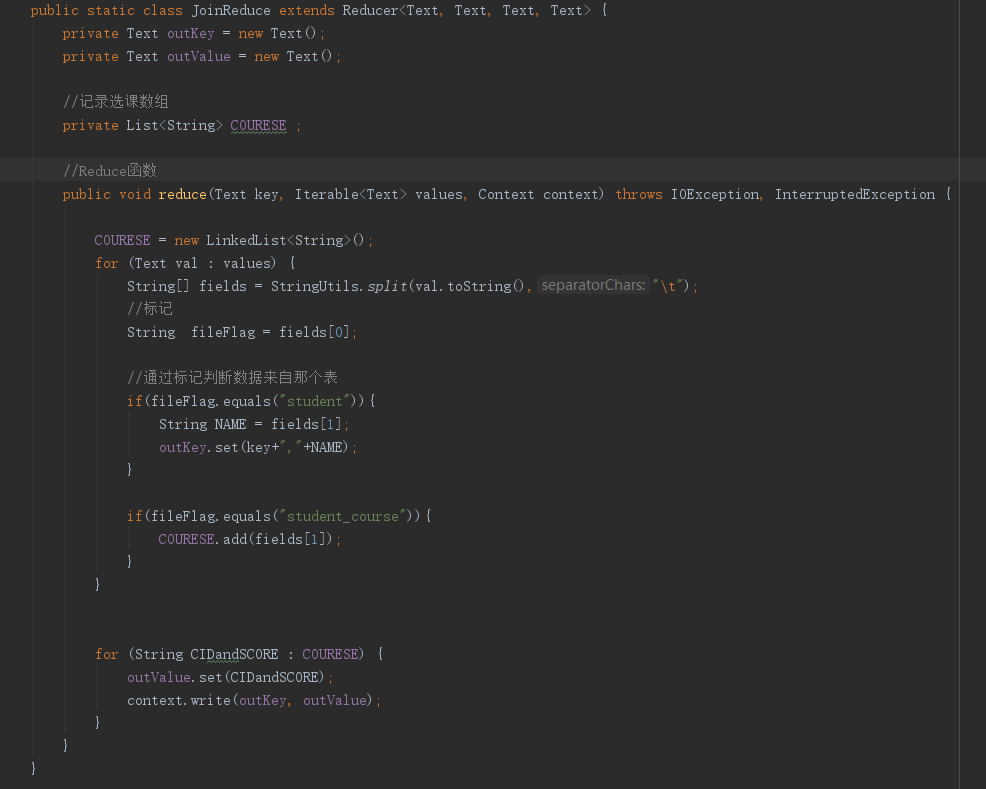 public static class JoinReduce extends Reducer<Text, Text, Text, Text> {
private Text outKey = new Text();
private Text outValue = new Text();
//记录选课数组
private List<String> COURESE ;
//Reduce函数
public void reduce(Text key, Iterable<Text> values, Context context) throws IOException, InterruptedException {
COURESE = new LinkedList<String>();
for (Text val : values) {
String[] fields = StringUtils.split(val.toString(), separatorChars: "\t");
//标记
String  fileFlag = fields[0];
//通过标记判断数据来自那个表
if(fileFlag.equals("student")){
String NAME = fields[1];
outKey.set(key+","+NAME);
}
if(fileFlag.equals("student_course")){
COURESE.add(fields[1]);
}
}
for (String CIDandSCORE : COURESE) {
outValue.set(CIDandSCORE);
context.write(outKey, outValue);
}
}
}